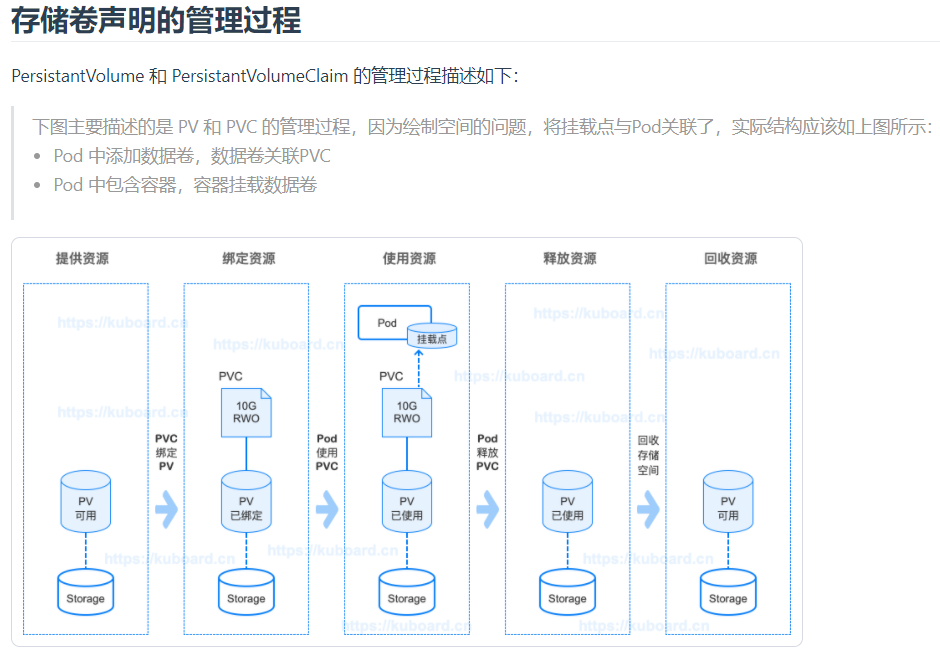 存储卷声明的管理过程
PersistantVolume 和 PersistantVolumeClaim 的管理过程描述如下：
下图主要描述的是 PV 和 PVC 的管理过程，因为绘制空间的问题，将挂载点与Pod关联了，实际结构应该如上图所示：
• Pod 中添加数据卷，数据卷关联PVC
• Pod 中包含容器，容器挂载数据卷
提供资源
绑定资源
使用资源
释放资源
回收资源
https://kuboard.cn
https://kuboard.cn
PV
可用
Storage
https://kuboard.cn
PVC
绑定
PV
https://kuboard.cn
PVC
10G
RWO
PV
已绑定
Storage
https://kuboard.cn
Pod
使用
PVC
Pod
挂载点
PVC
10G
RWO
PV
已使用
Storage
https://kuboard.cn
https://kuboard.cn
Pod
释放
PVC
https://kuboard.cn
https://kuboard.cn
PV
已使用
Storage
https://kuboard.cn
https://kuboard.cn
回收
存储
空间
https://kuboard.cn
PV
可用
Storage